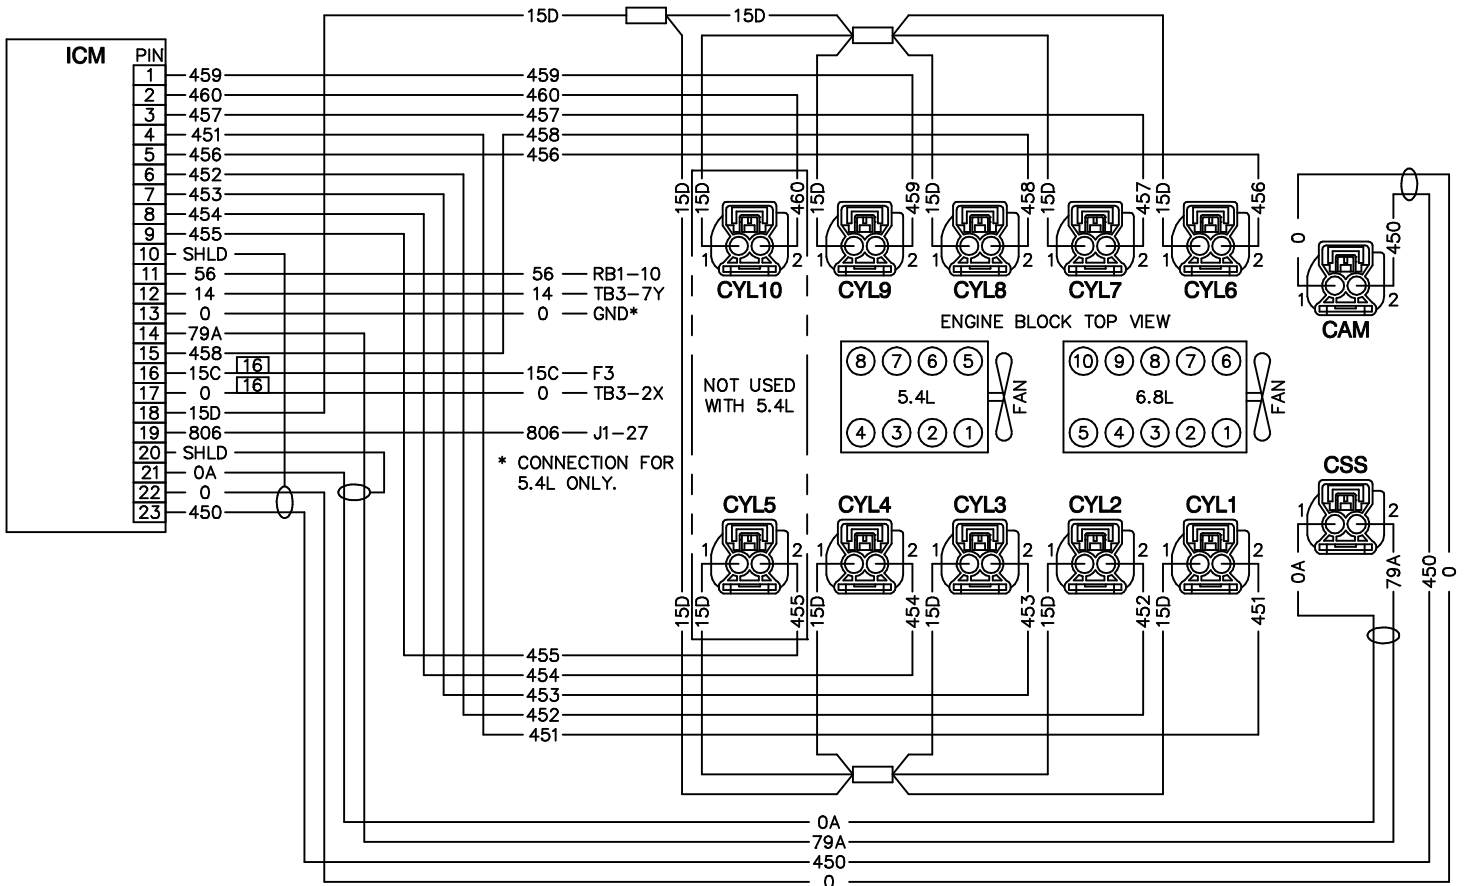 15D 15D
ICM PIN
1 459 459
2 460 460
3 457 457
4 451 458
5 456 456
6 452
7 453
8 454
9 455
10 SHLD
11 56 56 RB1-10
12 14 14 TB3-7Y
13 0 0 GND*
14 79A
15 458
16 15C 16 15C F3
17 0 16 0 TB3-2X
18 15D
19 806 806 J1-27
20 SHLD
21 0A
22 0
23 450
* CONNECTION FOR
5.4L ONLY.
15D 15D 460 15D 459 15D 458 15D 457 15D 456
1 2 1 2 1 2 1 2 1 2
CYL10 CYL9 CYL8 CYL7 CYL6
0 450
1 2
CAM
ENGINE BLOCK TOP VIEW
NOT USED
WITH 5.4L
8 7 6 5
5.4L
4 3 2 1
FAN
10 9 8 7 6
6.8L
5 4 3 2 1
FAN
CSS
1 2
0A 79A 450 0
CYL5 CYL4 CYL3 CYL2 CYL1
1 2 1 2 1 2 1 2 1 2
15D 15D 455 15D 454 15D 453 15D 452 15D 451
455
454
453
452
451
0A
79A
450
0